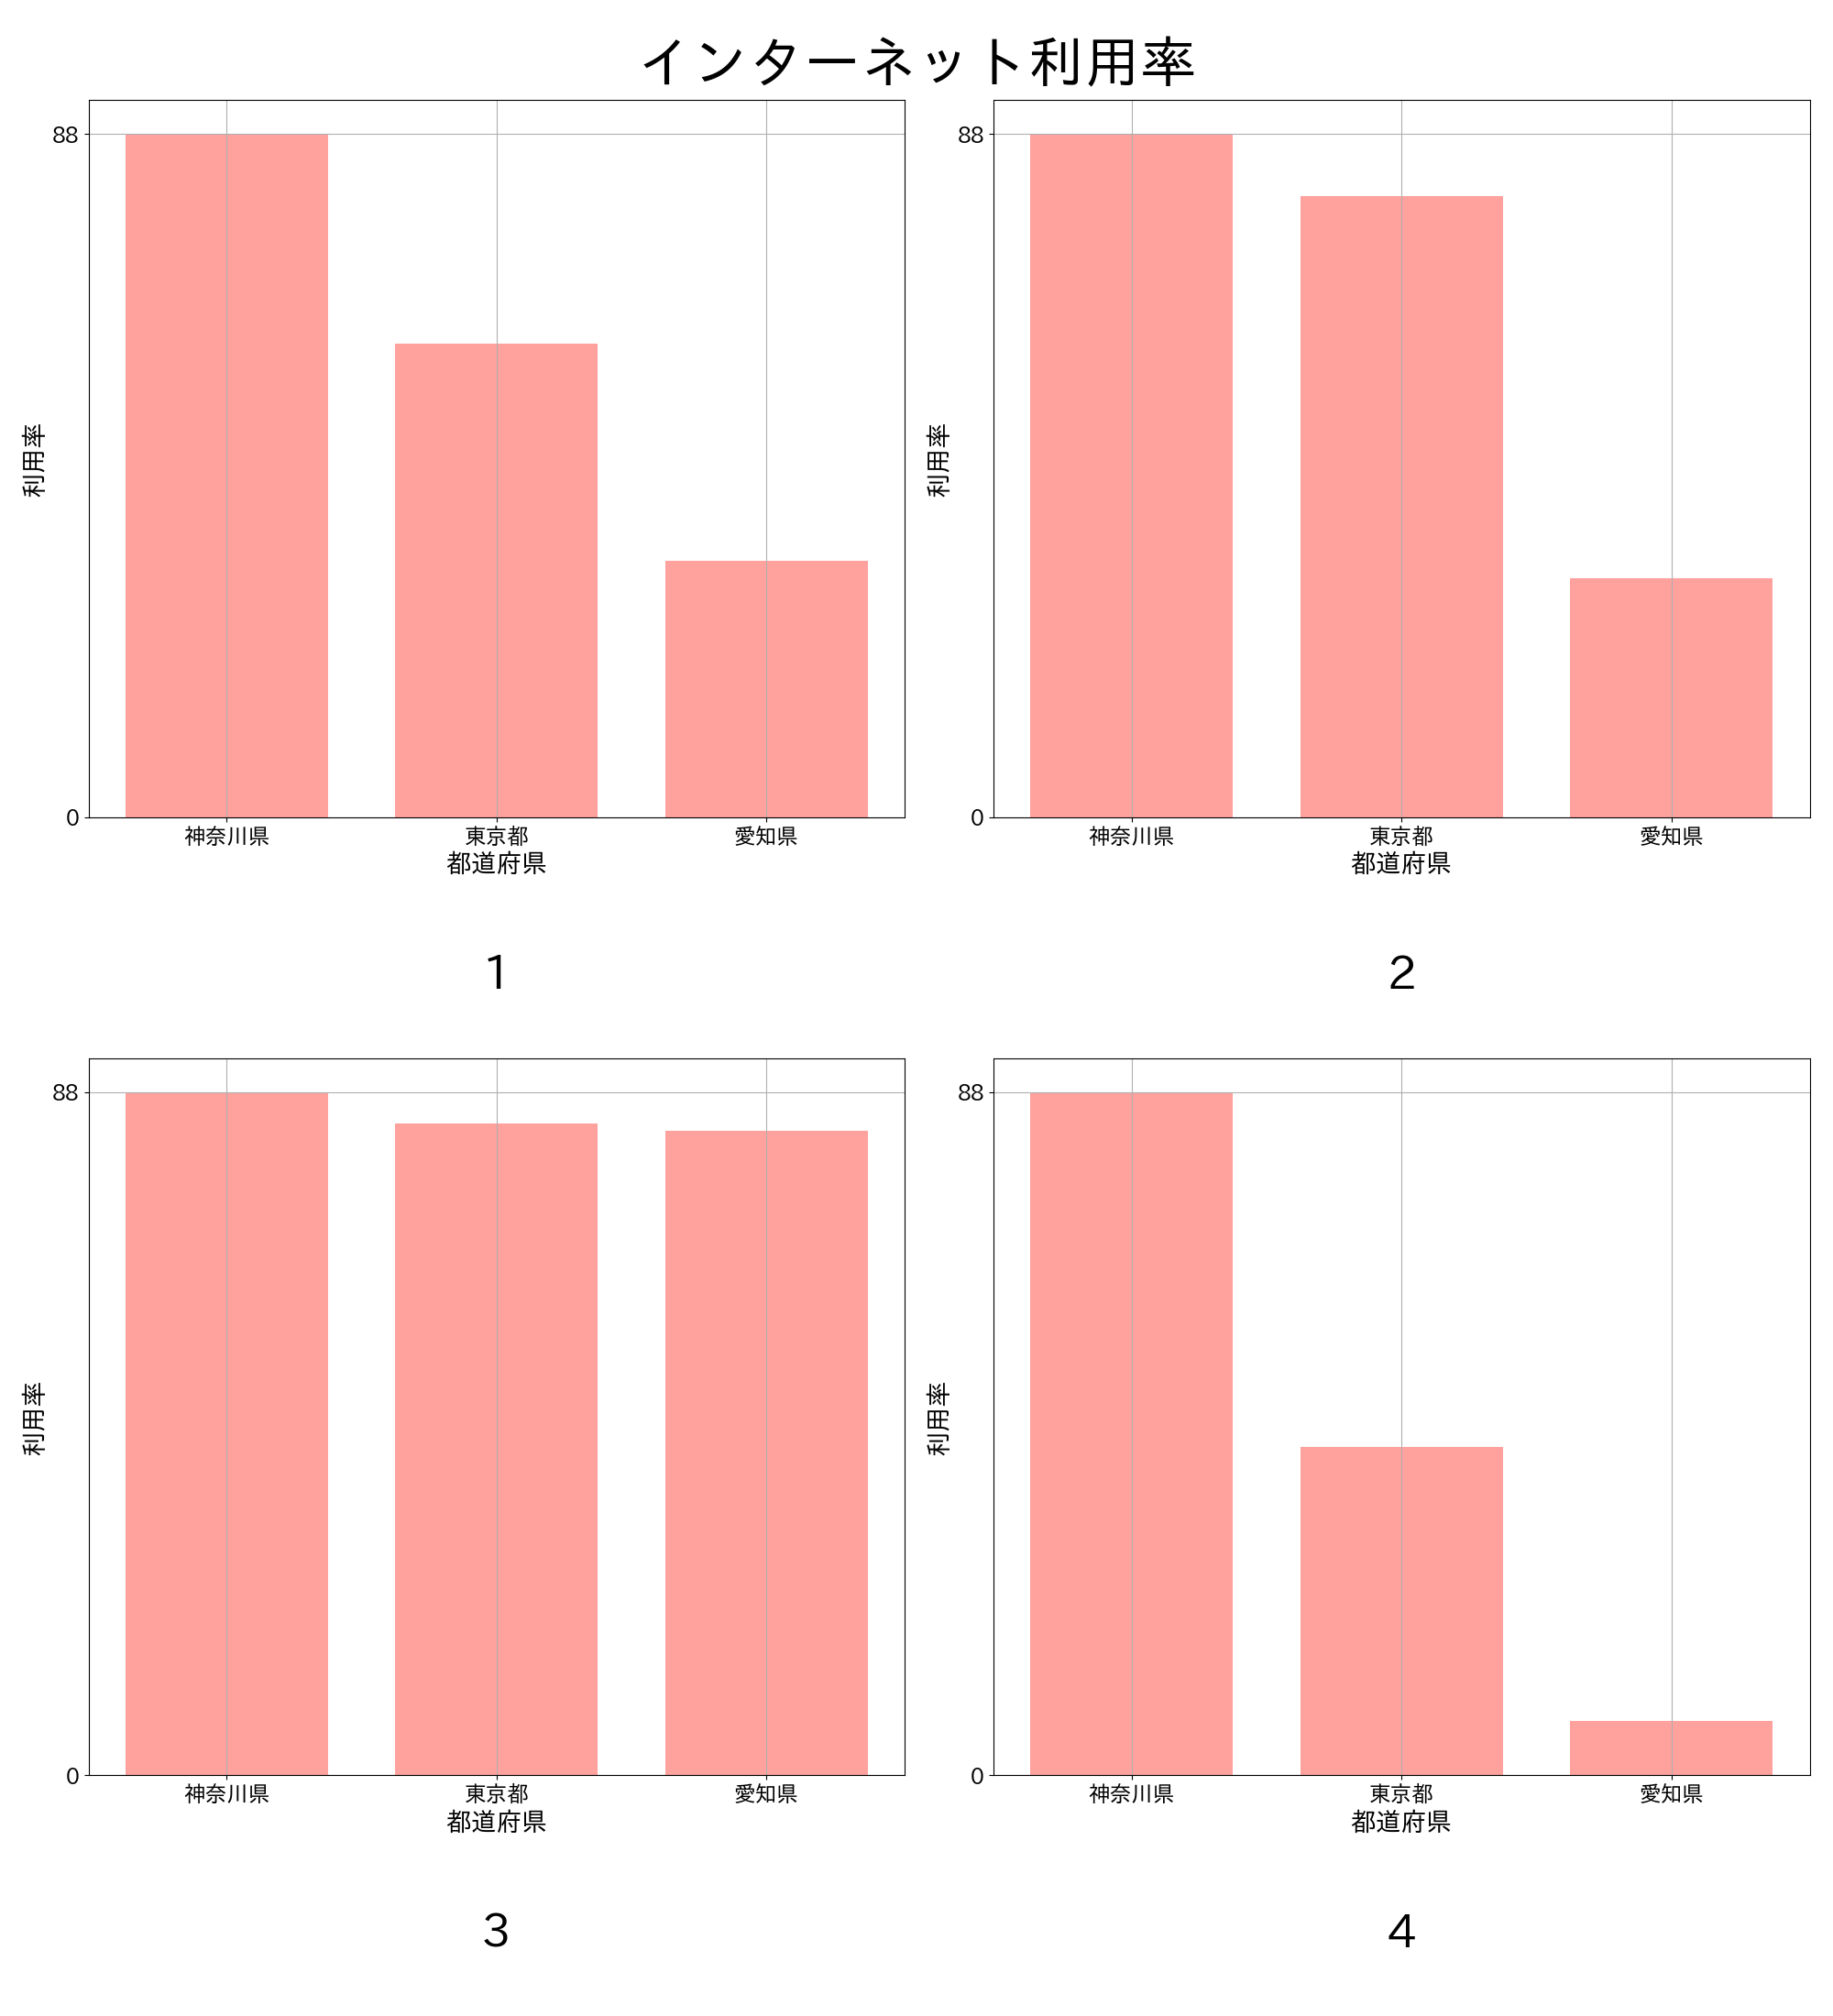 インターネット利用率
88
0
利用率
神奈川県 東京都 愛知県
都道府県
1
88
0
利用率
神奈川県 東京都 愛知県
都道府県
2
88
0
利用率
神奈川県 東京都 愛知県
都道府県
3
88
0
利用率
神奈川県 東京都 愛知県
都道府県
4